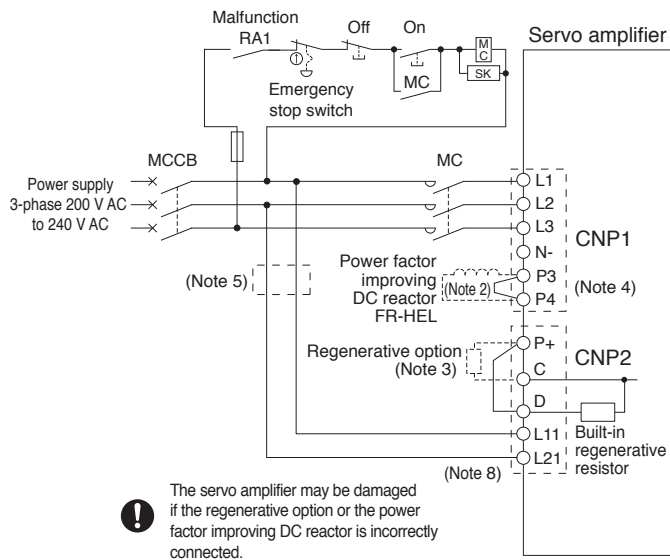 Malfunction
RA1
Off
On
MC
SK
MC
Emergency
stop switch
Servo amplifier
MCCB
MC
Power supply
3-phase 200 V AC
to 240 V AC
L1
L2
L3
N-
P3
P4
CNP1
(Note 4)
(Note 5)
Power factor
improving
DC reactor
FR-HEL
(Note 2)
Regenerative option
(Note 3)
P+
C
D
L11
L21
CNP2
Built-in
regenerative
resistor
(Note 8)
The servo amplifier may be damaged
if the regenerative option or the power
factor improving DC reactor is incorrectly
connected.